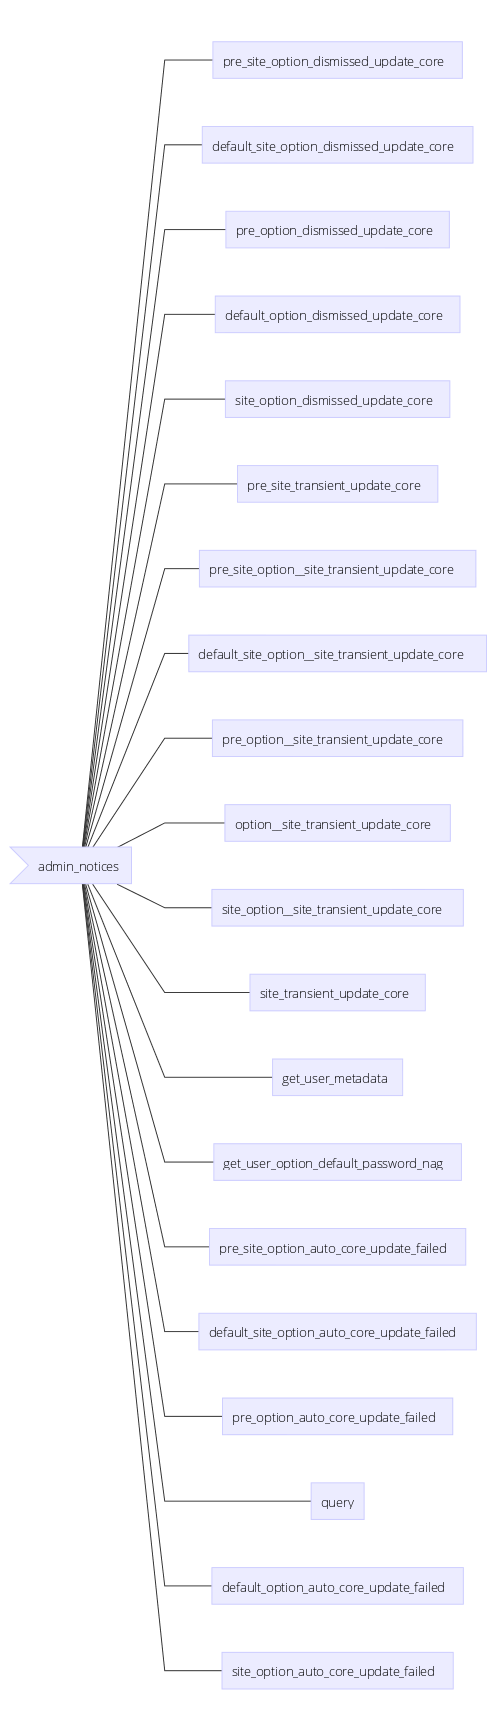 pre_site_option_dismissed_update_core
default_site_option_dismissed_update_core
pre_option_dismissed_update_core
default_option_dismissed_update_core
site_option_dismissed_update_core
pre_site_transient_update_core
pre_site_option__site_transient_update_core
default_site_option__site_transient_update_core
pre_option__site_transient_update_core
option__site_transient_update_core
admin_notices
site_option__site_transient_update_core
site_transient_update_core
get_user_metadata
get_user_option_default_password_nag
pre_site_option_auto_core_update_failed
default_site_option_auto_core_update_failed
pre_option_auto_core_update_failed
query
default_option_auto_core_update_failed
site_option_auto_core_update_failed